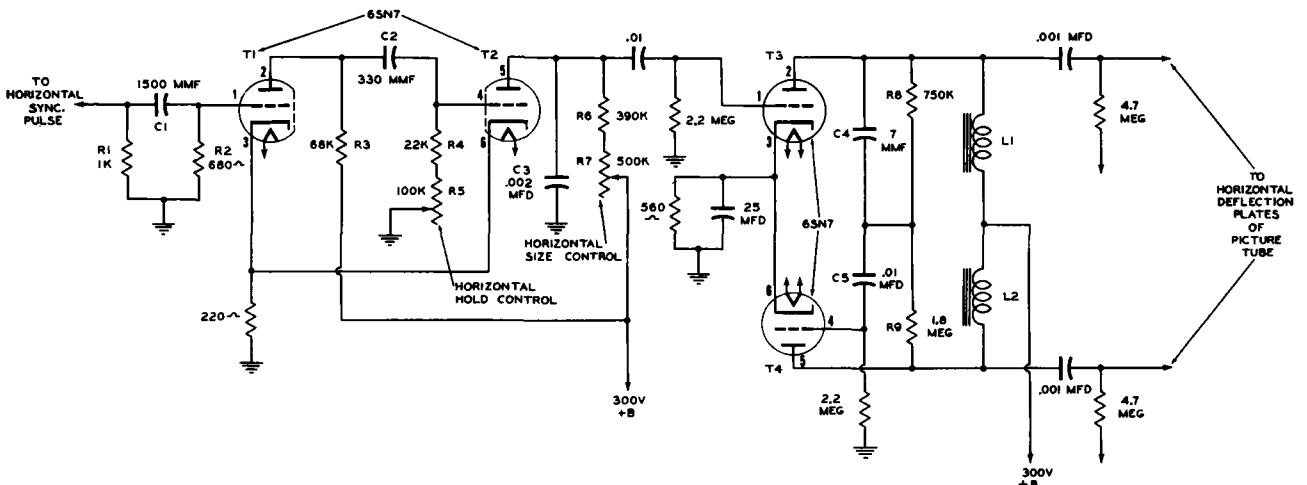 6SN7
T1
C2
T2
.01
T3
.001 MFD
TO
HORIZONTAL
SYNC.
PULSE
1500 MMF
C1
2
1
3
330 MMF
5
4
6
2
1
3
R6
390K
2.2 MEG
C4
7
MMF
R8
750K
L1
4.7
MEG
R1
1K
R2
680~
68K
R3
22K
R4
100K
R5
C3
.002
MFD
R7
500K
560
~
25
MFD
6SN7
TO
HORIZONTAL
DEFLECTION
PLATES
OF
PICTURE
TUBE
HORIZONTAL
SIZE CONTROL
HORIZONTAL
HOLD CONTROL
220~
6
4
5
T4
C5
.01
MFD
R9
1.8
MEG
L2
.001 MFD
4.7
MEG
2.2
MEG
300V
+B
300V
+B